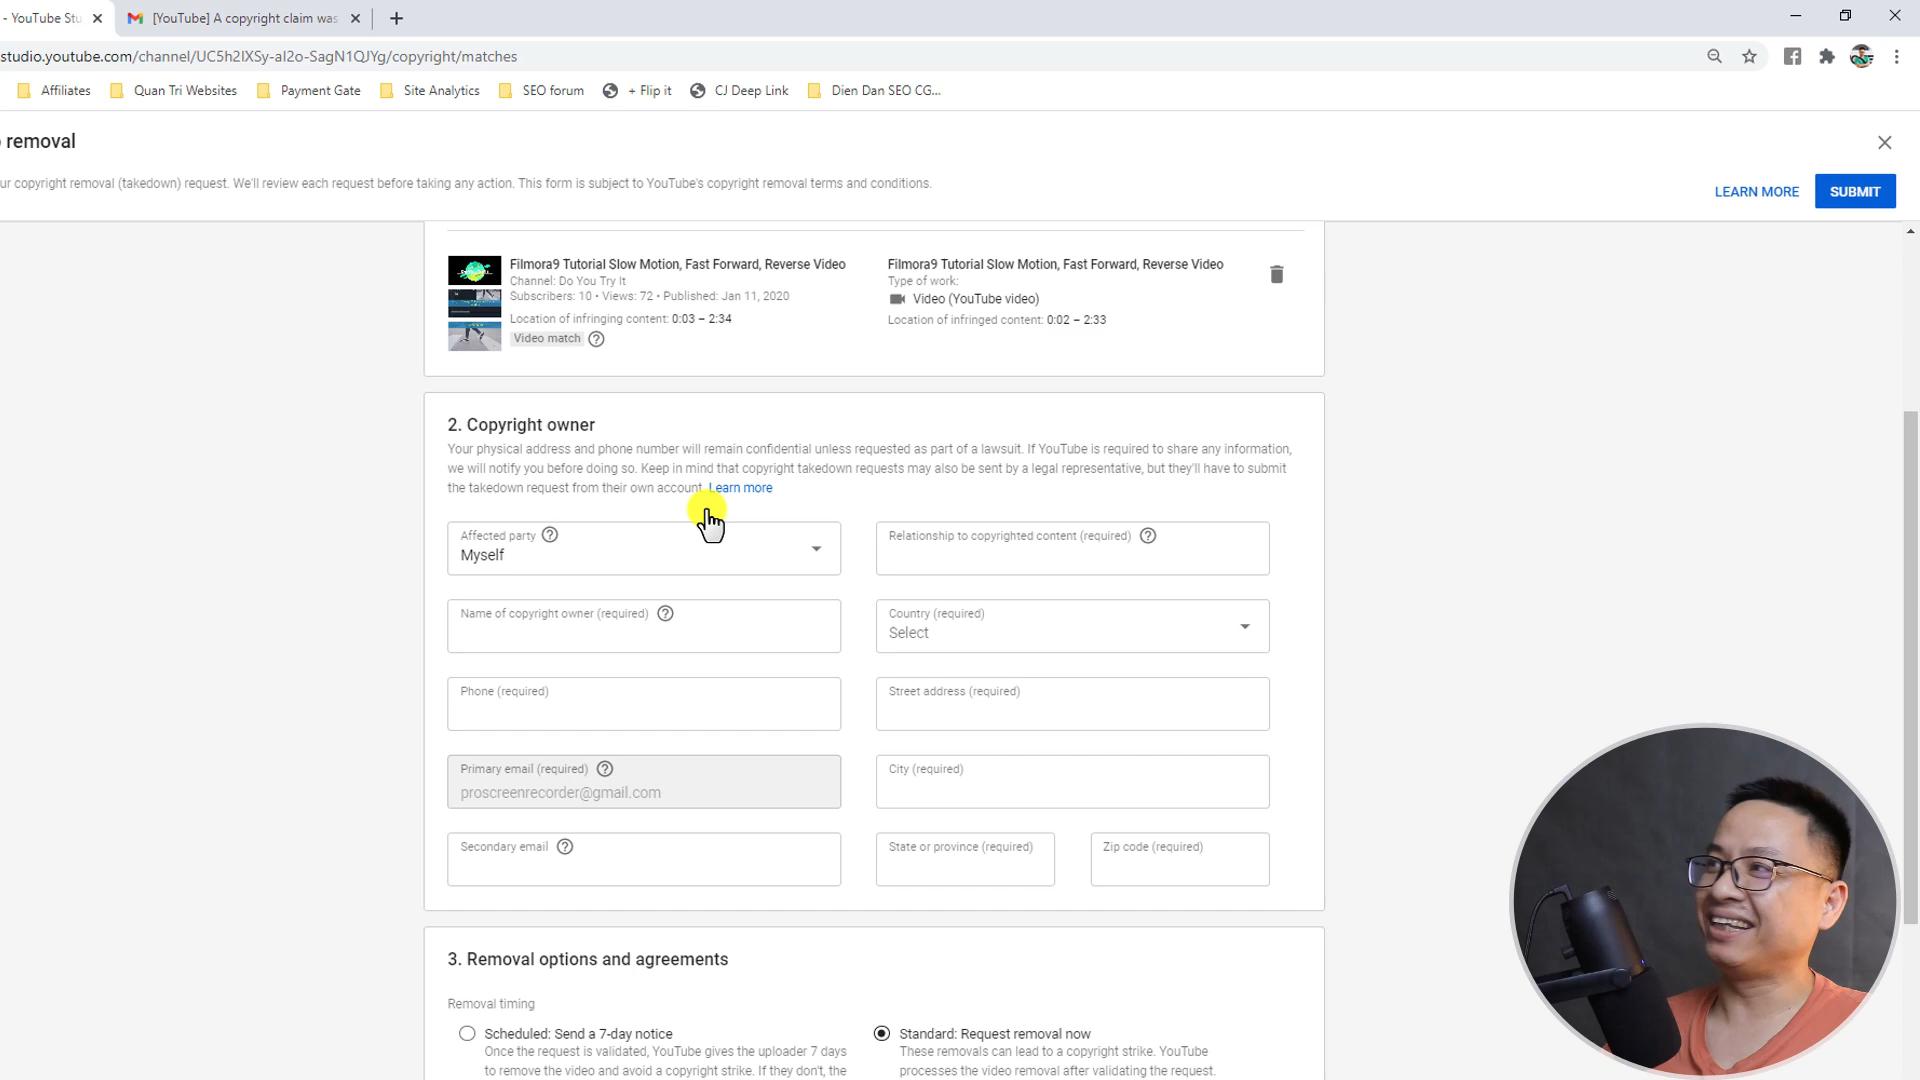 - YouTube Stu
[YouTube] A copyright claim was
studio.youtube.com/channel/UC5h2IXSy-aI2o-SagN1QJYg/copyright/matches
Affiliates Quan Tri Websites Payment Gate Site Analytics SEO forum + Flip it CJ Deep Link Dien Dan SEO CG...
removal
ur copyright removal (takedown) request. We'll review each request before taking any action. This form is subject to YouTube's copyright removal terms and conditions.
LEARN MORE SUBMIT
Filmora9 Tutorial Slow Motion, Fast Forward, Reverse Video
Channel: Do You Try It
Subscribers: 10 • Views: 72 • Published: Jan 11, 2020
Location of infringing content: 0:03 – 2:34
Video match
Filmora9 Tutorial Slow Motion, Fast Forward, Reverse Video
Type of work:
Video (YouTube video)
Location of infringed content: 0:02 – 2:33
2. Copyright owner
Your physical address and phone number will remain confidential unless requested as part of a lawsuit. If YouTube is required to share any information,
we will notify you before doing so. Keep in mind that copyright takedown requests may also be sent by a legal representative, but they'll have to submit
the takedown request from their own account. Learn more
Affected party
Myself
Relationship to copyrighted content (required)
Name of copyright owner (required)
Country (required)
Select
Phone (required)
Street address (required)
Primary email (required)
proscreenrecorder@gmail.com
City (required)
Secondary email
State or province (required)
Zip code (required)
3. Removal options and agreements
Removal timing
Scheduled: Send a 7-day notice
Once the request is validated, YouTube gives the uploader 7 days
to remove the video and avoid a copyright strike. If they don't, the
Standard: Request removal now
These removals can lead to a copyright strike. YouTube
processes the video removal after validating the request.